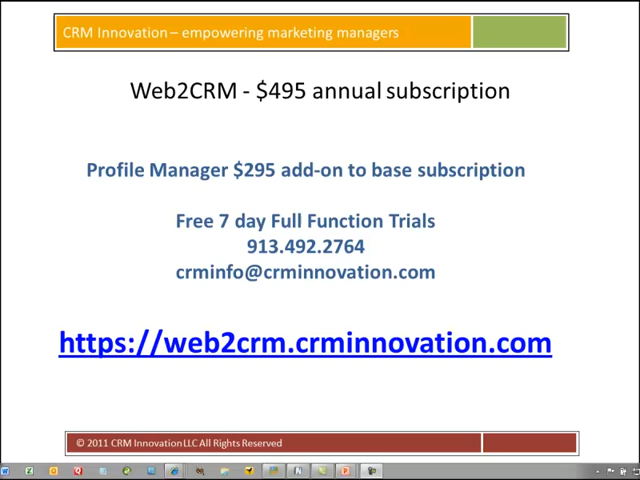 CRM Innovation – empowering marketing managers
Web2CRM - $495 annual subscription
Profile Manager $295 add-on to base subscription
Free 7 day Full Function Trials
913.492.2764
crminfo@crminnovation.com
https://web2crm.crminnovation.com
© 2011 CRM Innovation LLC All Rights Reserved